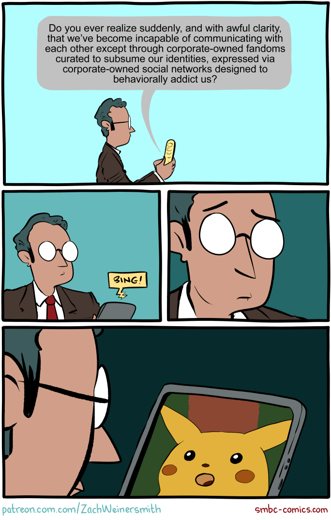 Do you ever realize suddenly, and with awful clarity,
that we've become incapable of communicating with
each other except through corporate-owned fandoms
curated to subsume our identities, expressed via
corporate-owned social networks designed to
behaviorally addict us?
BING!
patreon.com/ZachWeinersmith
smbc-comics.com